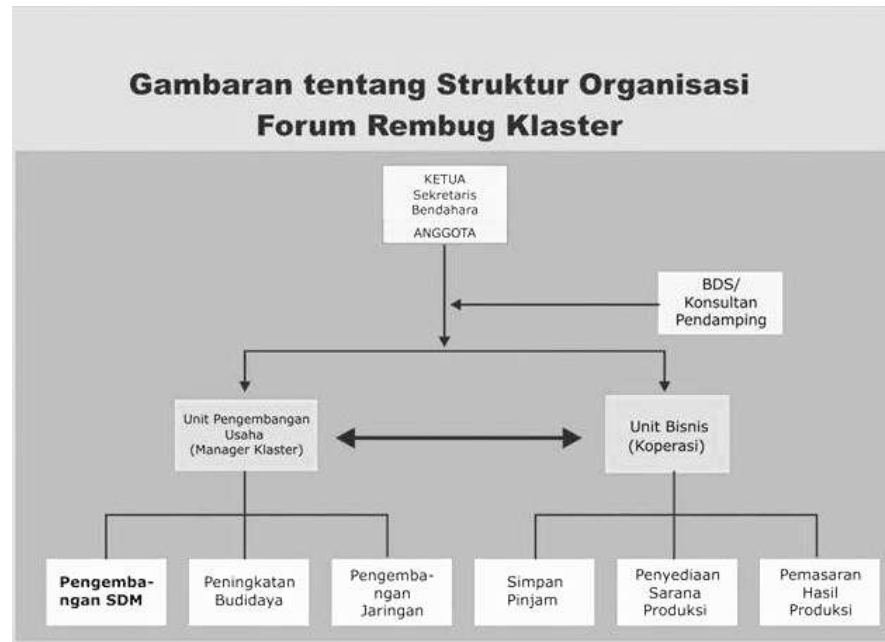 Gambaran tentang Struktur Organisasi
Forum Rembug Klaster
KETUA
Sekretaris
Bendahara
ANGGOTA
BDS/
Konsultan
Pendamping
Unit Pengembangan
Usaha
(Manager Klaster)
Unit Bisnis
(Koperasi)
Pengemba-
ngan SDM
Peningkatan
Budidaya
Pengemba-
ngan
Jaringan
Simpan
Pinjam
Penyediaan
Sarana
Produksi
Pemasaran
Hasil
Produksi